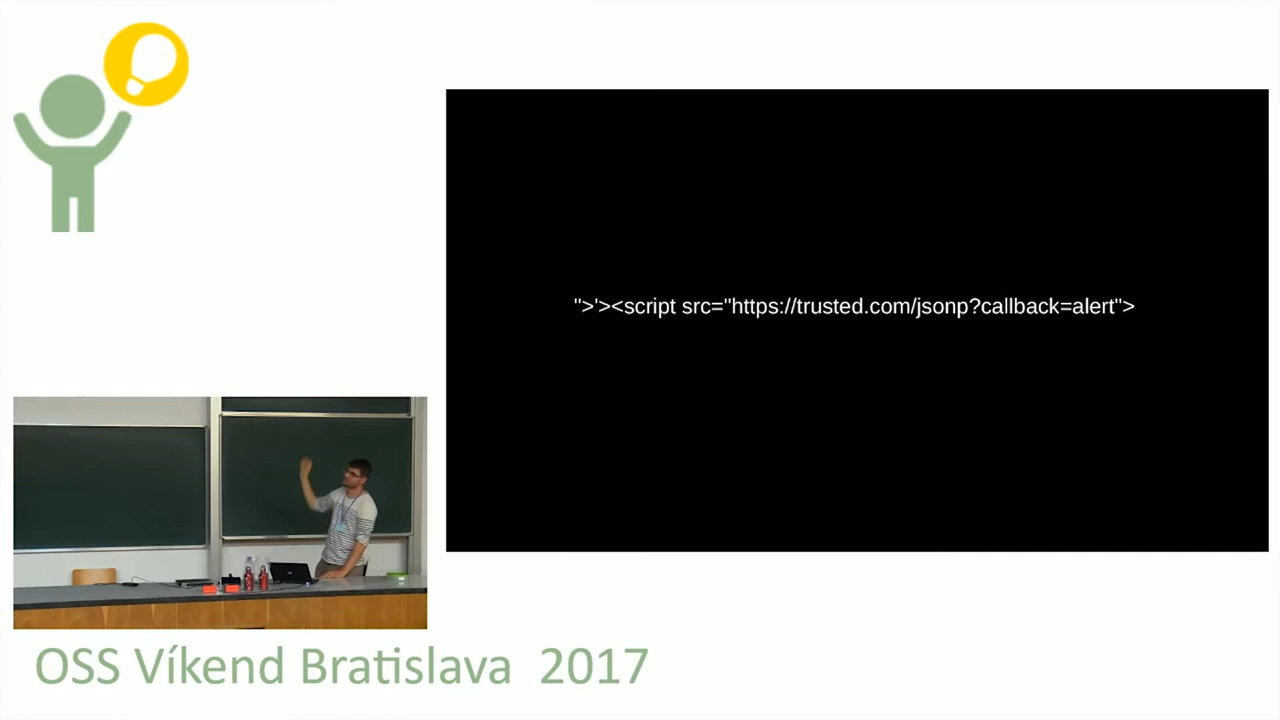 ">'><script src="https://trusted.com/jsonp?callback=alert">
OSS Víkend Bratislava 2017